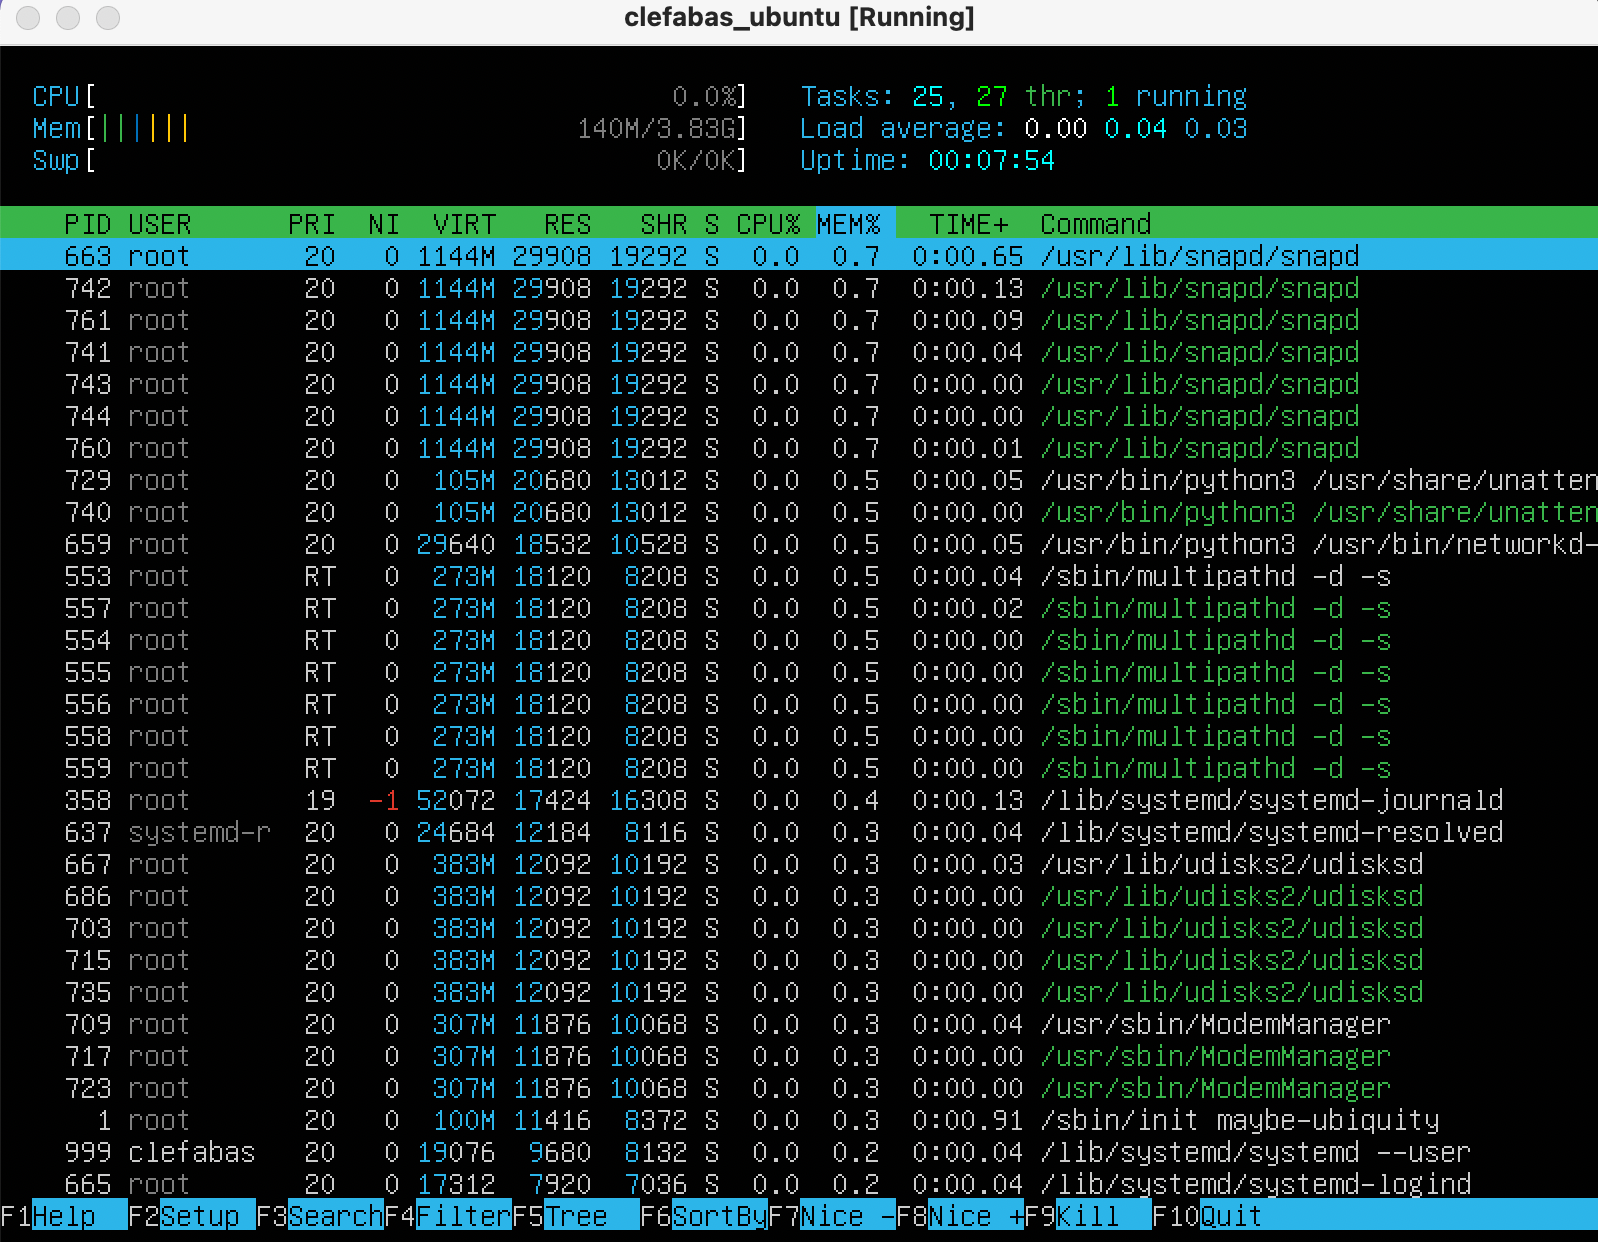 clefabas_ubuntu [Running]
CPU[ 0.0%] Tasks: 25, 27 thr; 1 running
Mem[|||||| 140M/3.83G] Load average: 0.00 0.04 0.03
Swp[ 0K/0K] Uptime: 00:07:54
PID USER PRI NI VIRT RES SHR S CPU% MEM% TIME+ Command
663 root 20 0 1144M 29908 19292 S 0.0 0.7 0:00.65 /usr/lib/snapd/snapd
742 root 20 0 1144M 29908 19292 S 0.0 0.7 0:00.13 /usr/lib/snapd/snapd
761 root 20 0 1144M 29908 19292 S 0.0 0.7 0:00.09 /usr/lib/snapd/snapd
741 root 20 0 1144M 29908 19292 S 0.0 0.7 0:00.04 /usr/lib/snapd/snapd
743 root 20 0 1144M 29908 19292 S 0.0 0.7 0:00.00 /usr/lib/snapd/snapd
744 root 20 0 1144M 29908 19292 S 0.0 0.7 0:00.00 /usr/lib/snapd/snapd
760 root 20 0 1144M 29908 19292 S 0.0 0.7 0:00.01 /usr/lib/snapd/snapd
729 root 20 0 105M 20680 13012 S 0.0 0.5 0:00.05 /usr/bin/python3 /usr/share/unatten
740 root 20 0 105M 20680 13012 S 0.0 0.5 0:00.00 /usr/bin/python3 /usr/share/unatten
659 root 20 0 29640 18532 10528 S 0.0 0.5 0:00.05 /usr/bin/python3 /usr/bin/networkd-
553 root RT 0 273M 18120 8208 S 0.0 0.5 0:00.04 /sbin/multipathd -d -s
557 root RT 0 273M 18120 8208 S 0.0 0.5 0:00.02 /sbin/multipathd -d -s
554 root RT 0 273M 18120 8208 S 0.0 0.5 0:00.00 /sbin/multipathd -d -s
555 root RT 0 273M 18120 8208 S 0.0 0.5 0:00.00 /sbin/multipathd -d -s
556 root RT 0 273M 18120 8208 S 0.0 0.5 0:00.00 /sbin/multipathd -d -s
558 root RT 0 273M 18120 8208 S 0.0 0.5 0:00.00 /sbin/multipathd -d -s
559 root RT 0 273M 18120 8208 S 0.0 0.5 0:00.00 /sbin/multipathd -d -s
358 root 19 -1 52072 17424 16308 S 0.0 0.4 0:00.13 /lib/systemd/systemd-journald
637 systemd-r 20 0 24684 12184 8116 S 0.0 0.3 0:00.04 /lib/systemd/systemd-resolved
667 root 20 0 383M 12092 10192 S 0.0 0.3 0:00.03 /usr/lib/udisks2/udisksd
686 root 20 0 383M 12092 10192 S 0.0 0.3 0:00.00 /usr/lib/udisks2/udisksd
703 root 20 0 383M 12092 10192 S 0.0 0.3 0:00.00 /usr/lib/udisks2/udisksd
715 root 20 0 383M 12092 10192 S 0.0 0.3 0:00.00 /usr/lib/udisks2/udisksd
735 root 20 0 383M 12092 10192 S 0.0 0.3 0:00.00 /usr/lib/udisks2/udisksd
709 root 20 0 307M 11876 10068 S 0.0 0.3 0:00.04 /usr/sbin/ModemManager
717 root 20 0 307M 11876 10068 S 0.0 0.3 0:00.00 /usr/sbin/ModemManager
723 root 20 0 307M 11876 10068 S 0.0 0.3 0:00.00 /usr/sbin/ModemManager
1 root 20 0 100M 11416 8372 S 0.0 0.3 0:00.91 /sbin/init maybe-ubiquity
999 clefabas 20 0 19076 9680 8132 S 0.0 0.2 0:00.04 /lib/systemd/systemd --user
665 root 20 0 17312 7920 7036 S 0.0 0.2 0:00.04 /lib/systemd/systemd-logind
F1Help F2Setup F3SearchF4FilterF5Tree F6SortByF7Nice -F8Nice +F9Kill F10Quit